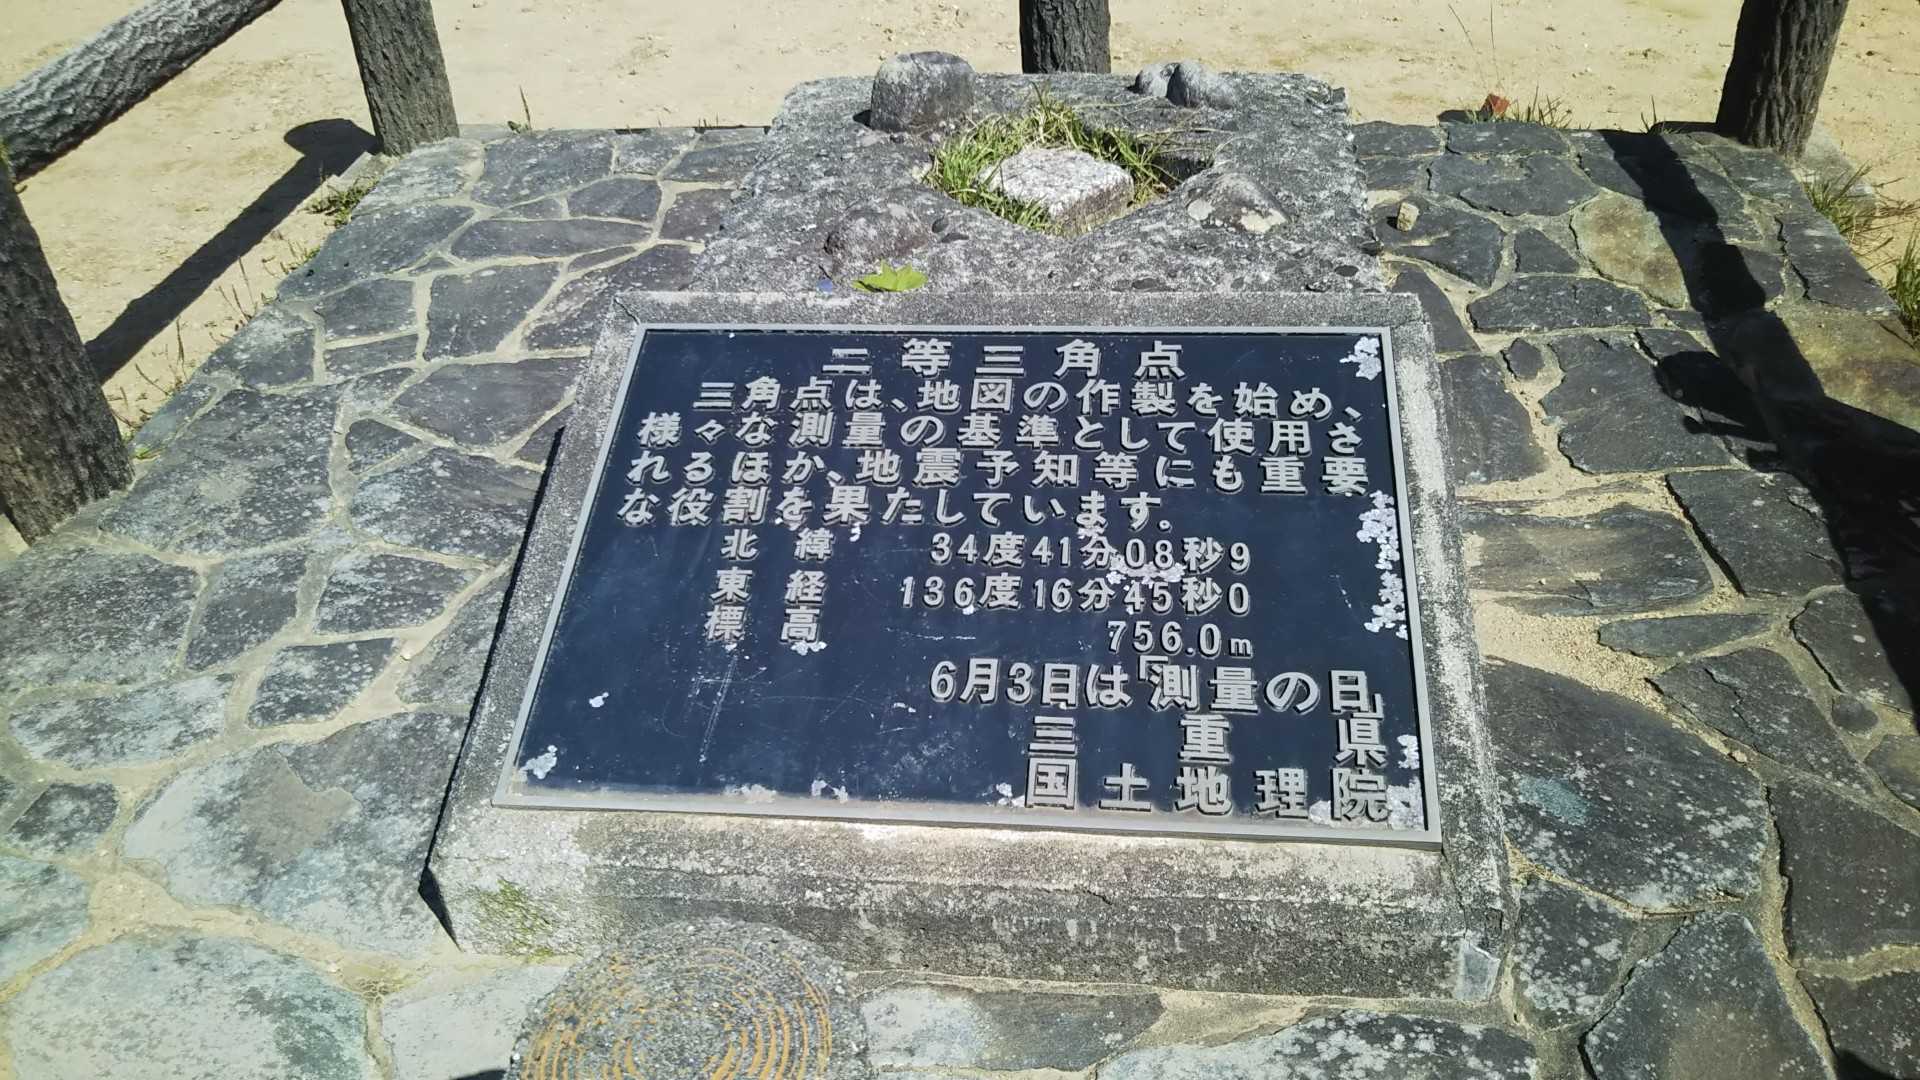 二等三角点
三角点は、地図の作製を始め、
様々な測量の基準として使用さ
れるほか、地震予知等にも重要
な役割を果たしています。
北緯 34度41分08秒9
東経 136度16分45秒0
標高 756.0m
6月3日は「測量の日」
三重県
国土地理院